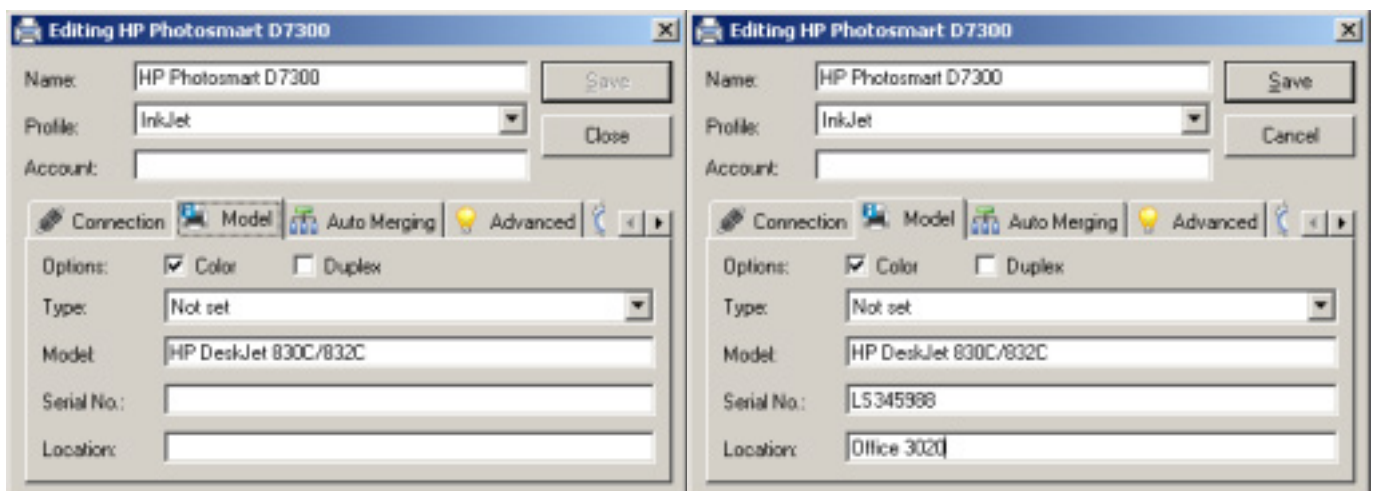 Editing HP Photosmart D7300
Name: HP Photosmart D7300 Save
Profile: InkJet
Close
Account:
Connection Model Auto Merging Advanced
Options: Color Duplex
Type: Not set
Model: HP DeskJet 830C/832C
Serial No.:
Location:
Editing HP Photosmart D7300
Name: HP Photosmart D7300 Save
Profile: InkJet
Cancel
Account:
Connection Model Auto Merging Advanced
Options: Color Duplex
Type: Not set
Model: HP DeskJet 830C/832C
Serial No.: LS345988
Location: Office 3020